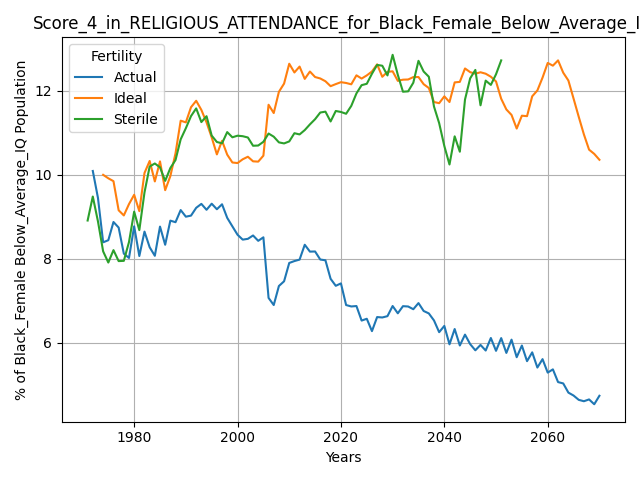 Score_4_in_RELIGIOUS_ATTENDANCE_for_Black_Female_Below_Average_I
Fertility
Actual
Ideal
Sterile
% of Black_Female Below_Average_IQ Population
12
10
8
6
1980
2000
2020
2040
2060
Years